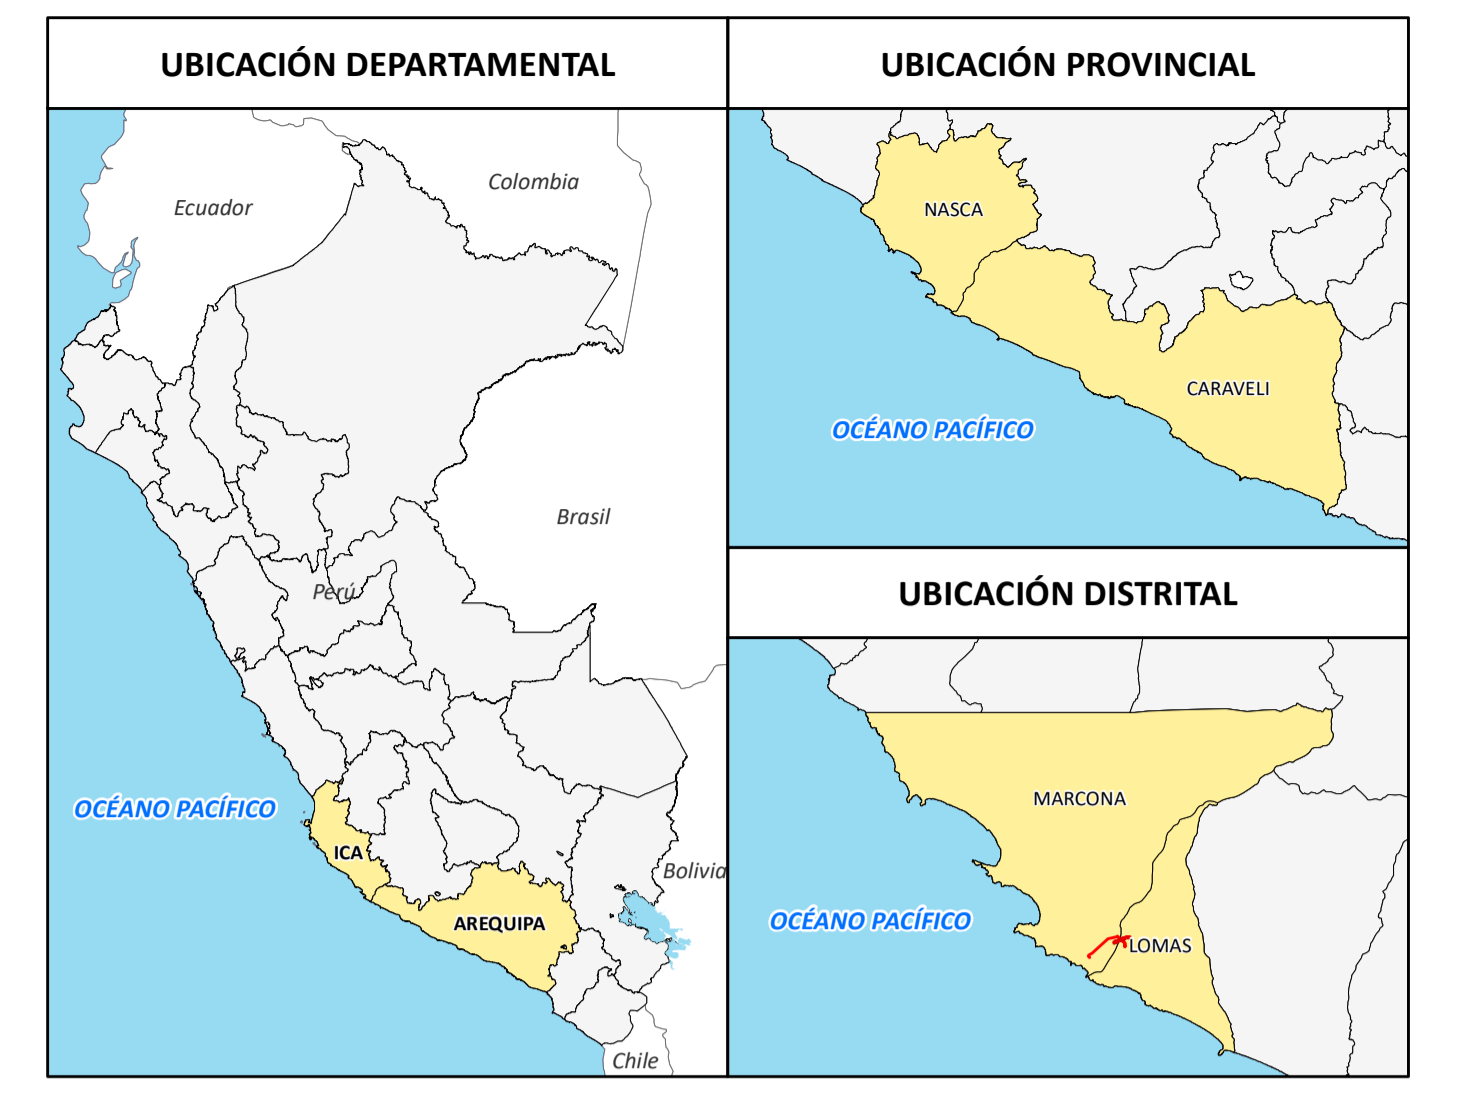 UBICACIÓN DEPARTAMENTAL
Colombia
Ecuador
Brasil
Perú
OCÉANO PACÍFICO
ICA
Bolivia
AREQUIPA
Chile
UBICACIÓN PROVINCIAL
NASCA
CARAVELI
OCÉANO PACÍFICO
UBICACIÓN DISTRITAL
MARCONA
OCÉANO PACÍFICO
LOMAS